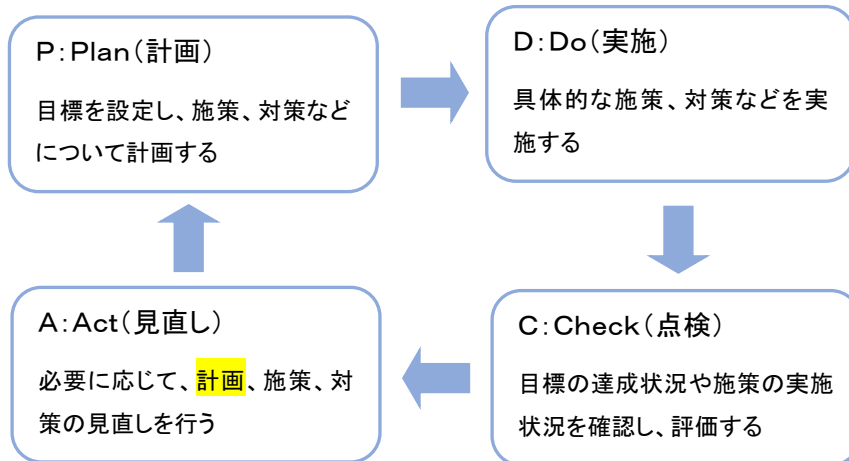 P:Plan(計画)
目標を設定し、施策、対策など
について計画する
D:Do(実施)
具体的な施策、対策などを実
施する
C:Check(点検)
目標の達成状況や施策の実施
状況を確認し、評価する
A:Act(見直し)
必要に応じて、計画、施策、対
策の見直しを行う